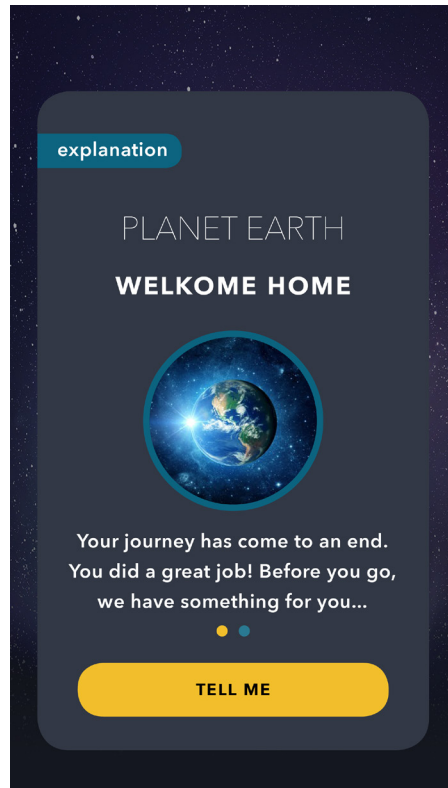 explanation
PLANET EARTH
WELKOME HOME
Your journey has come to an end.
You did a great job! Before you go,
we have something for you...
TELL ME